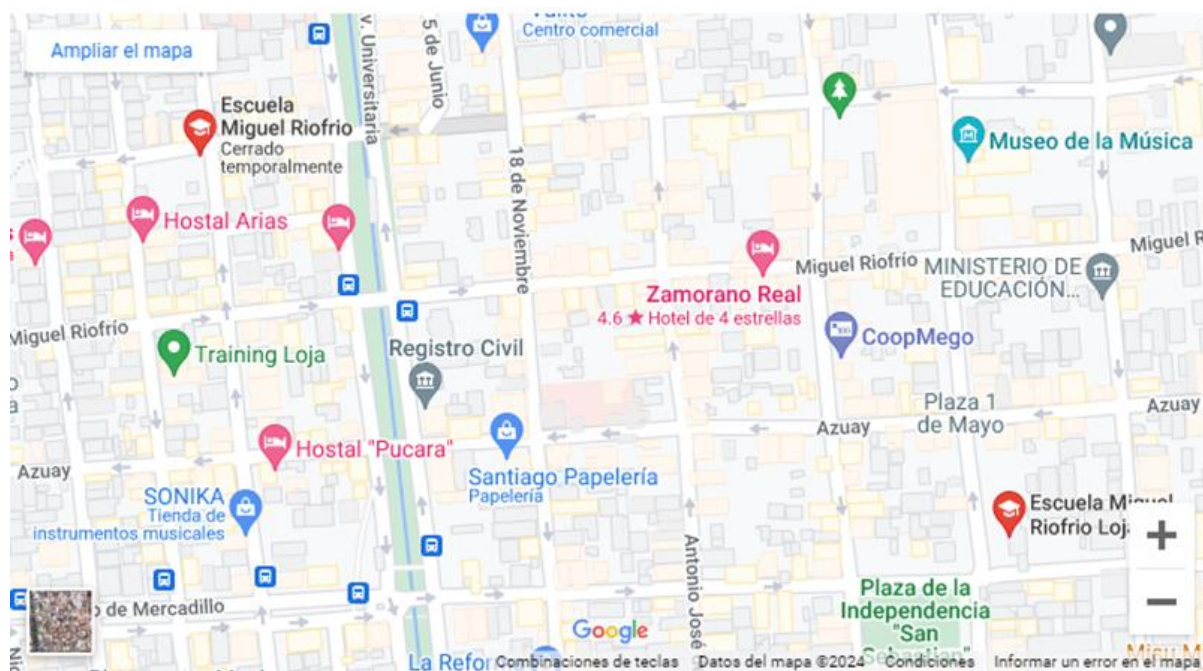 Ampliar el mapa
Centro comercial
v. Universitaria
5 de Junio
Escuela
Miguel Riofrio
Cerrado
temporalmente
18 de Noviembre
Museo de la Música
Hostal Arias
Miguel Riofrío
MINISTERIO DE
EDUCACIÓN...
Zamorano Real
4.6 ★ Hotel de 4 estrellas
Miguel Riofrío
Training Loja
Registro Civil
CoopMego
Plaza 1
de Mayo
Azuay
Azuay
Azuay
Hostal "Pucara"
Santiago Papelería
Papelería
SONIKA
Tienda de
instrumentos musicales
Escuela Miguel
Riofrio Loja
+
−
Antonio José
Plaza de la
Independencia
"San
Sebastian"
o de Mercadillo
Google
Combinaciones de teclas Datos del mapa ©2024 Condiciones Informar un error en el mapa